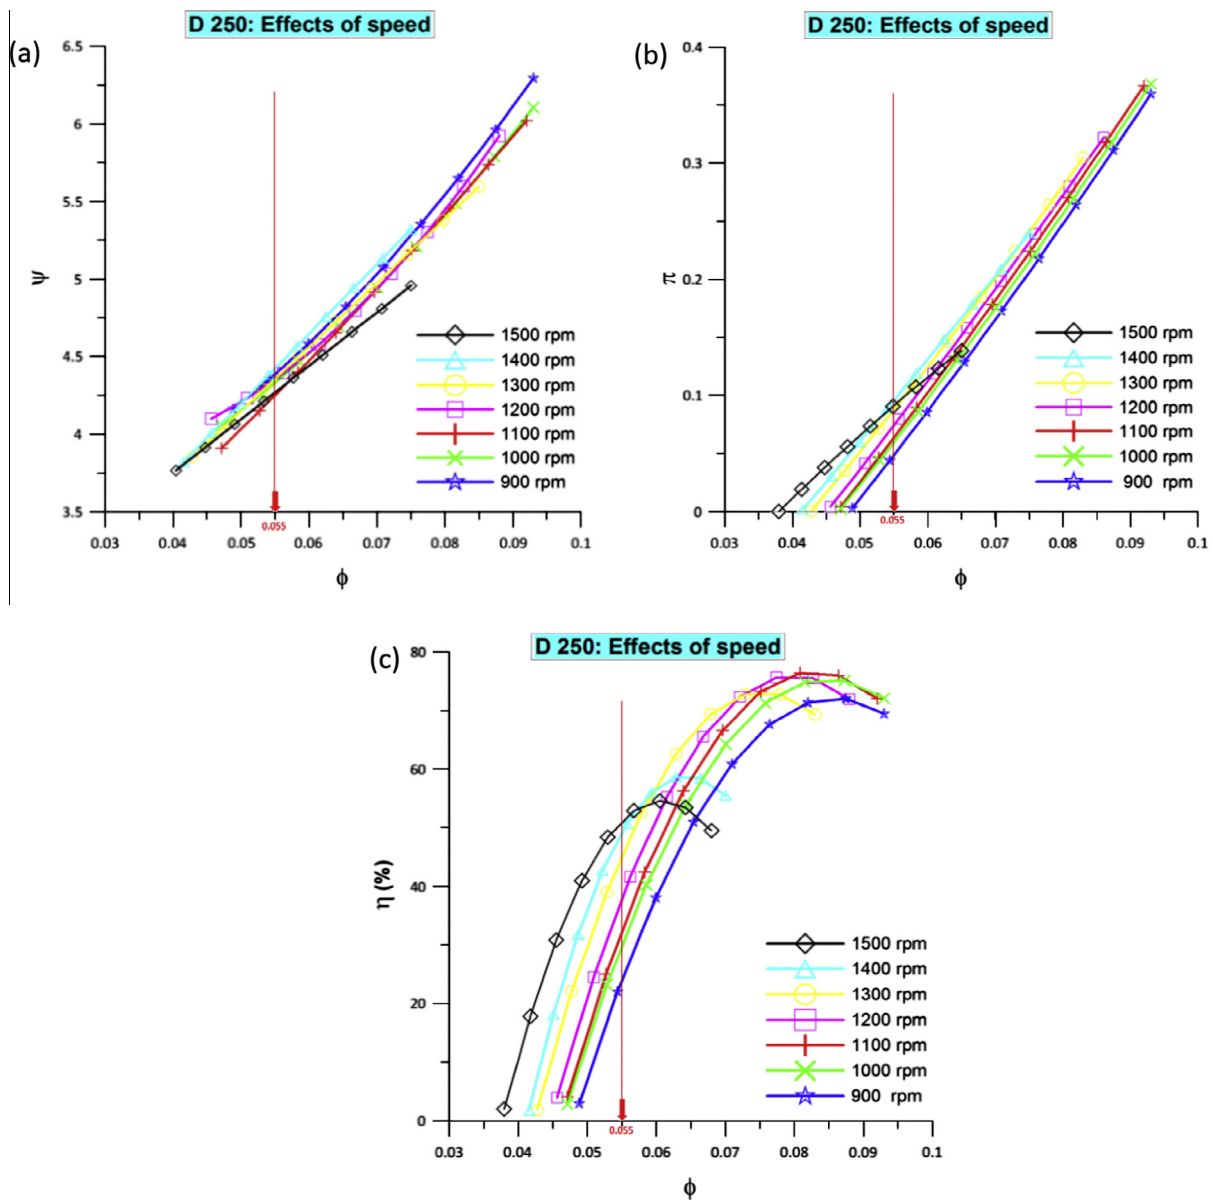 (a)
D 250: Effects of speed
6.5
6
5.5
5
4.5
4
3.5
ψ
1500 rpm
1400 rpm
1300 rpm
1200 rpm
1100 rpm
1000 rpm
900 rpm
0.055
0.03 0.04 0.05 0.06 0.07 0.08 0.09 0.1
ϕ
(b)
D 250: Effects of speed
0.4
0.3
0.2
0.1
0
π
1500 rpm
1400 rpm
1300 rpm
1200 rpm
1100 rpm
1000 rpm
900 rpm
0.055
0.03 0.04 0.05 0.06 0.07 0.08 0.09 0.1
ϕ
(c)
D 250: Effects of speed
80
60
40
20
0
η (%)
1500 rpm
1400 rpm
1300 rpm
1200 rpm
1100 rpm
1000 rpm
900 rpm
0.055
0.03 0.04 0.05 0.06 0.07 0.08 0.09 0.1
ϕ